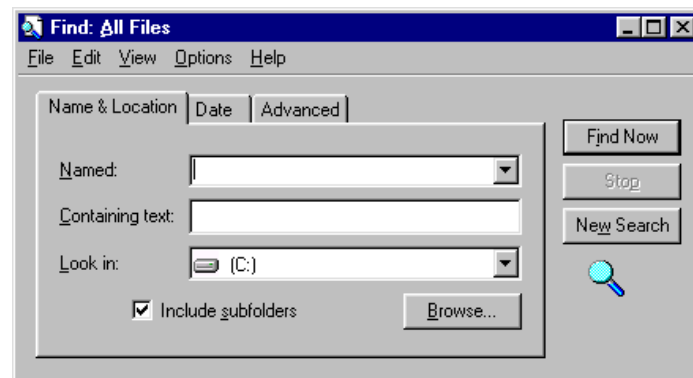 Find: All Files
File Edit View Options Help
Name & Location Date Advanced
Named:
Containing text:
Look in: (C:)
Include subfolders Browse...
Find Now
Stop
New Search